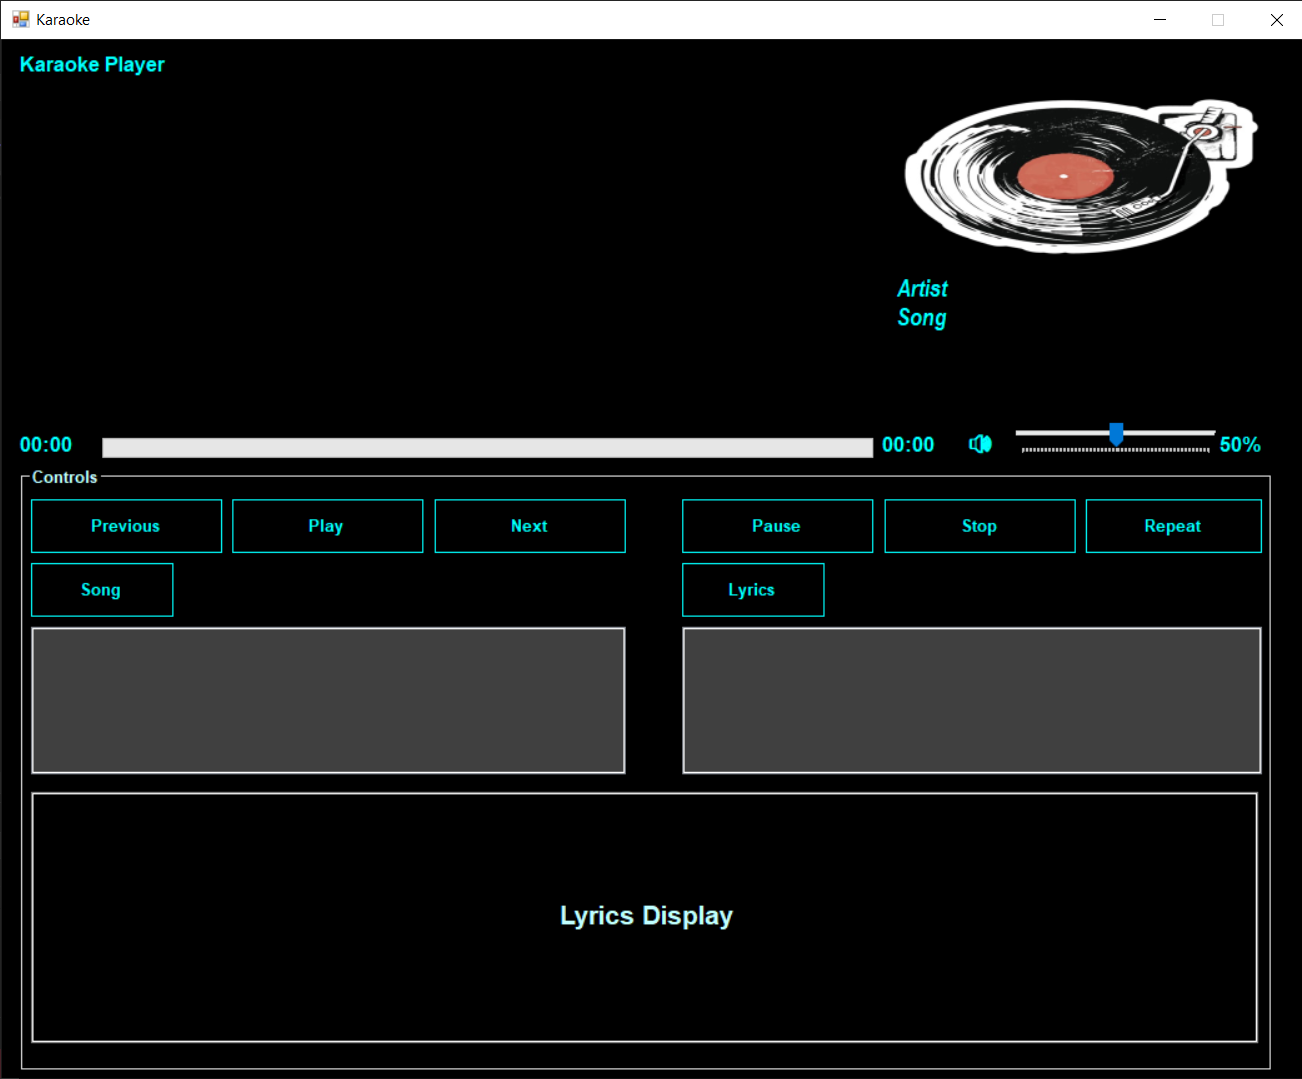 Karaoke
Karaoke Player
Artist
Song
00:00
00:00
50%
Controls
Previous
Play
Next
Pause
Stop
Repeat
Song
Lyrics
Lyrics Display